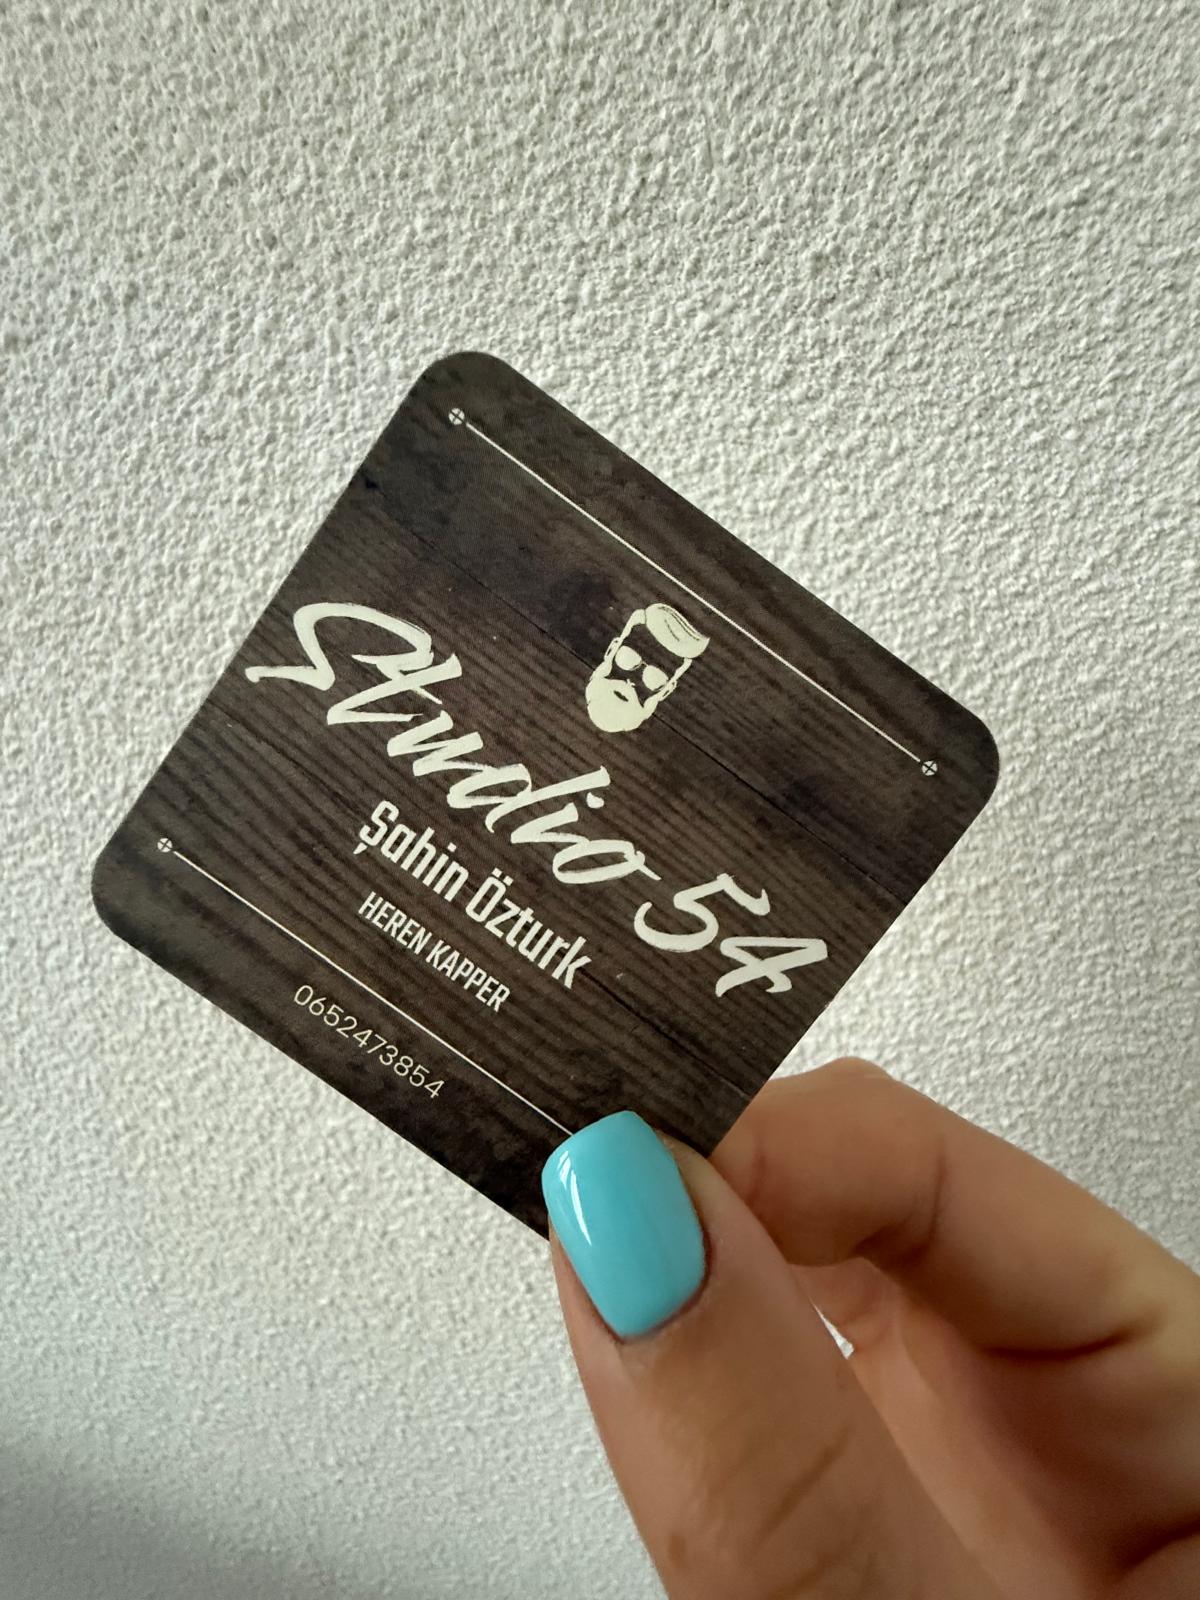 Studio 54
Şahin Özturk
HEREN KAPPER
0652473854